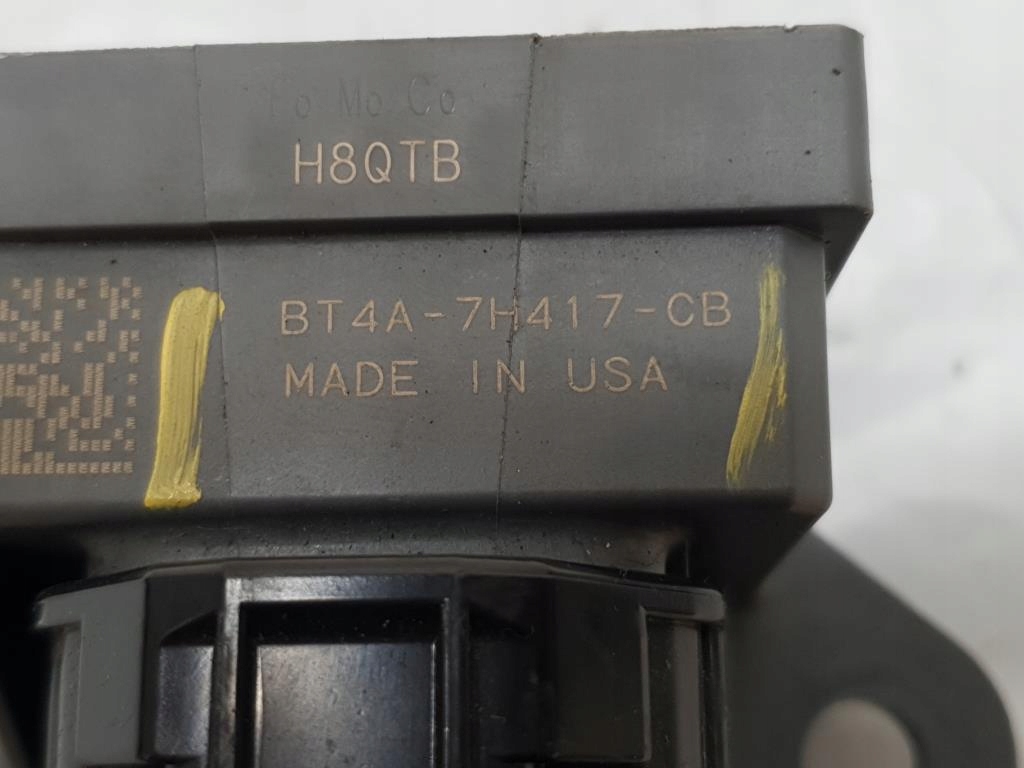 Fo Mo Co
H8QTB
BT4A-7H417-CB
MADE IN USA